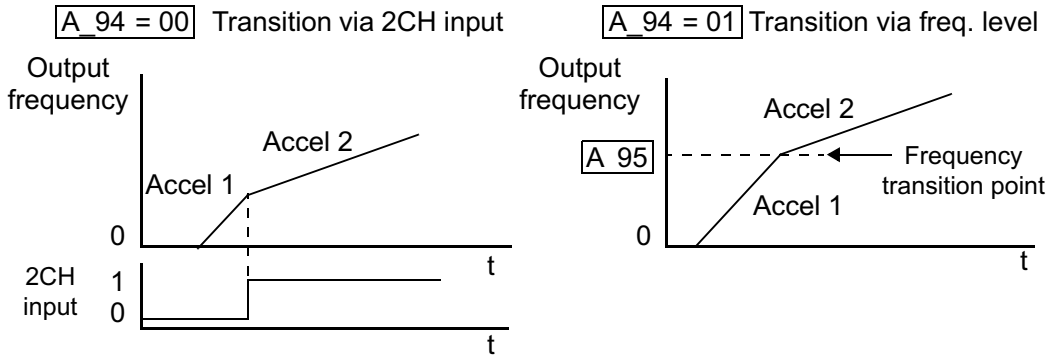 A_94 = 00 Transition via 2CH input
Output
frequency
Accel 2
Accel 1
0
t
2CH
input
1
0
t
A_94 = 01 Transition via freq. level
Output
frequency
Accel 2
A 95
Frequency
transition point
Accel 1
0
t